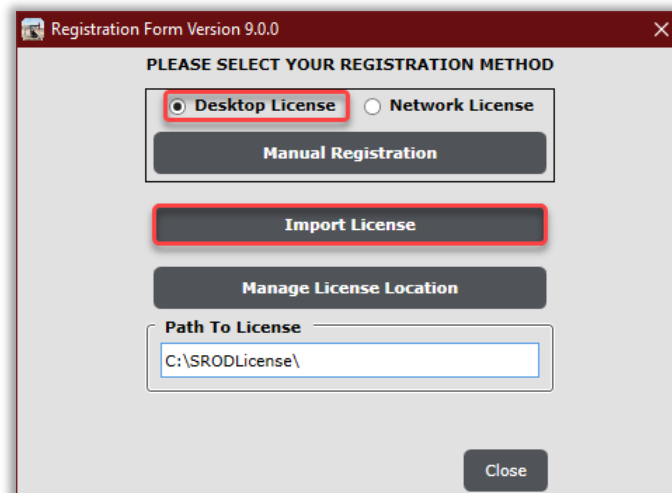 Registration Form Version 9.0.0
PLEASE SELECT YOUR REGISTRATION METHOD
Desktop License Network License
Manual Registration
Import License
Manage License Location
Path To License
C:\SRODLicense\
Close